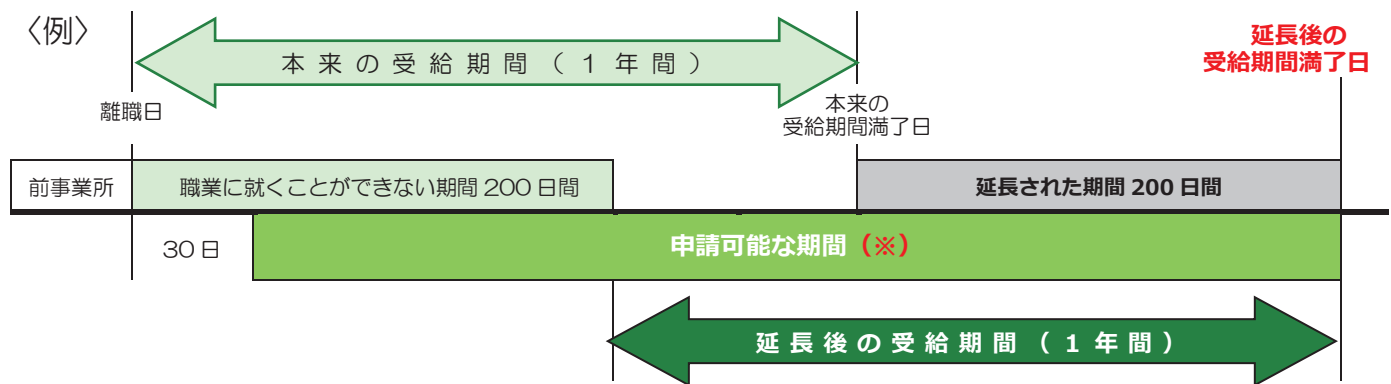 〈例〉
本来の受給期間(1年間)
延長後の
受給期間満了日
離職日
本来の
受給期間満了日
前事業所
職業に就くことができない期間 200 日間
延長された期間 200 日間
30 日
申請可能な期間(※)
延長後の受給期間(1年間)